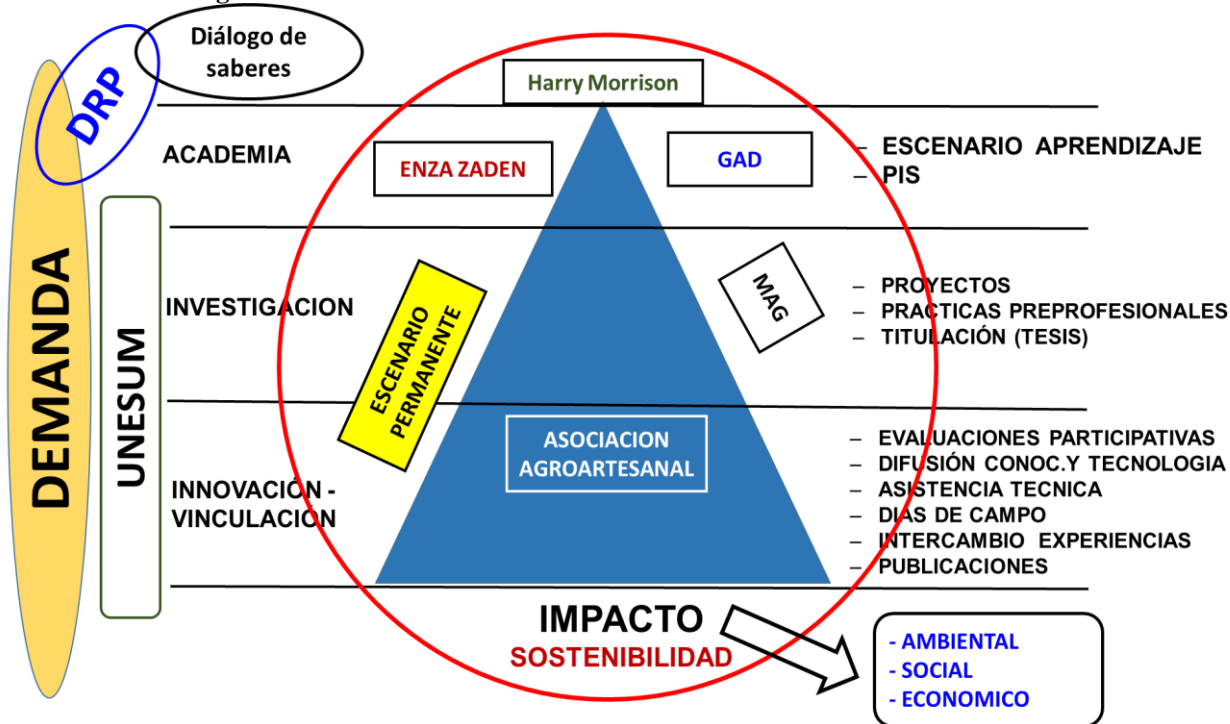 Diálogo de
saberes
DRP
Harry Morrison
ACADEMIA
ENZA ZADEN
GAD
– ESCENARIO APRENDIZAJE
– PIS
DEMANDA
UNESUM
INVESTIGACION
ESCENARIO
PERMANENTE
MAG
– PROYECTOS
– PRACTICAS PREPROFESIONALES
– TITULACIÓN (TESIS)
INNOVACIÓN -
VINCULACIÓN
ASOCIACION
AGROARTESANAL
– EVALUACIONES PARTICIPATIVAS
– DIFUSIÓN CONOC.Y TECNOLOGIA
– ASISTENCIA TECNICA
– DIAS DE CAMPO
– INTERCAMBIO EXPERIENCIAS
– PUBLICACIONES
IMPACTO
SOSTENIBILIDAD
- AMBIENTAL
- SOCIAL
- ECONOMICO